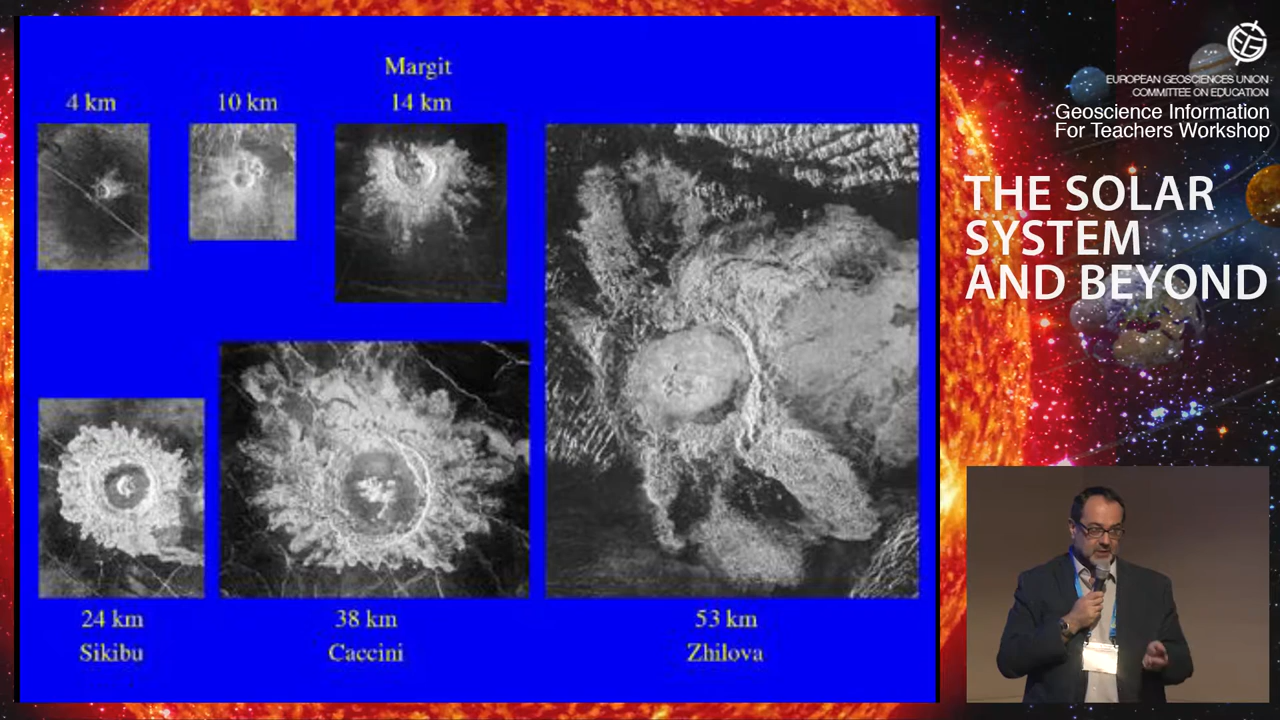 Margit
4 km
10 km
14 km
24 km
38 km
53 km
Sikibu
Caccini
Zhilova
EUROPEAN GEOSCIENCES UNION
COMMITTEE ON EDUCATION
Geoscience Information
For Teachers Workshop
THE SOLAR
SYSTEM
AND BEYOND